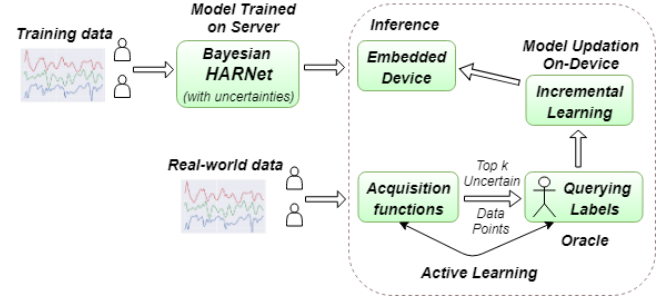 Training data
Model Trained
on Server
Bayesian
HARNet
(with uncertainties)
Inference
Embedded
Device
Model Updation
On-Device
Incremental
Learning
Real-world data
Acquisition
functions
Top k
Uncertain
Data
Points
Querying
Labels
Oracle
Active Learning